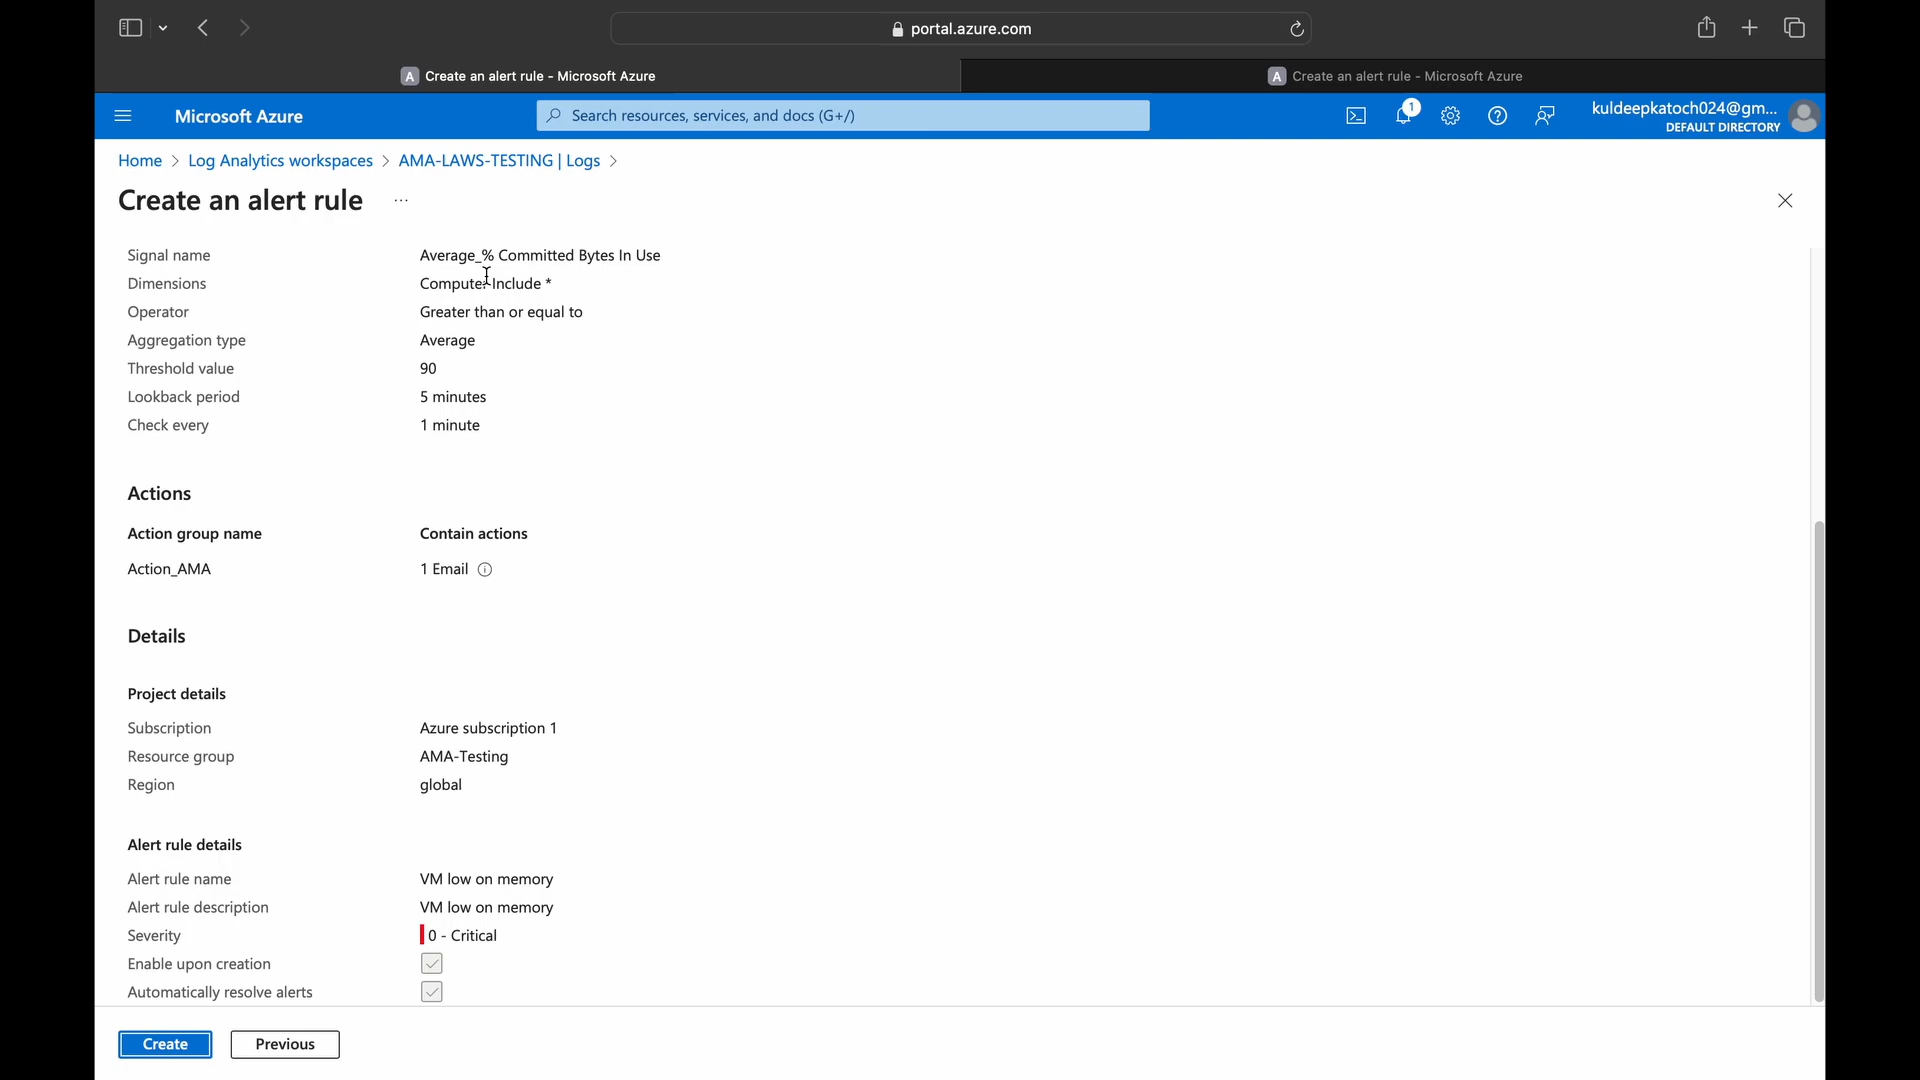 portal.azure.com
A Create an alert rule - Microsoft Azure
A Create an alert rule - Microsoft Azure
Microsoft Azure
Search resources, services, and docs (G+/)
1
kuldeepkatoch024@gm...
DEFAULT DIRECTORY
Home > Log Analytics workspaces > AMA-LAWS-TESTING | Logs >
Create an alert rule ...
Signal name Average_% Committed Bytes In Use
Dimensions Computer Include *
Operator Greater than or equal to
Aggregation type Average
Threshold value 90
Lookback period 5 minutes
Check every 1 minute
Actions
Action group name Contain actions
Action_AMA 1 Email
Details
Project details
Subscription Azure subscription 1
Resource group AMA-Testing
Region global
Alert rule details
Alert rule name VM low on memory
Alert rule description VM low on memory
Severity 0 - Critical
Enable upon creation
Automatically resolve alerts
Create Previous